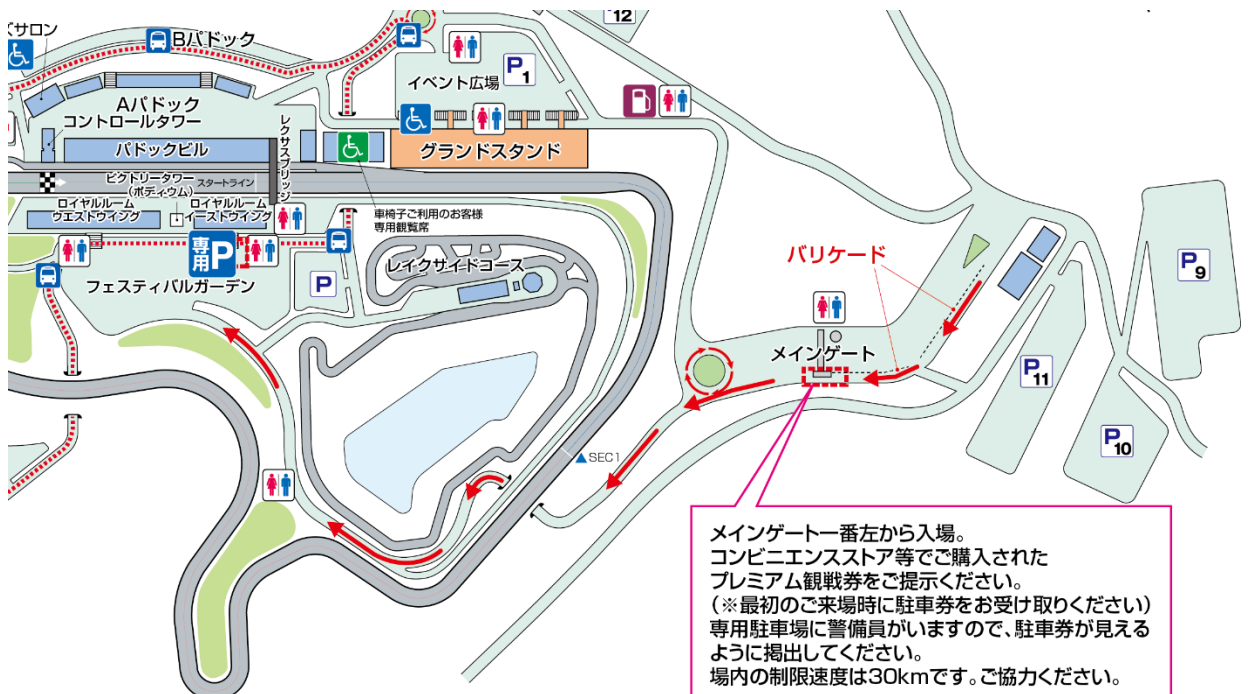 12
サロン
Bパドック
イベント広場
P1
Aパドック
コントロールタワー
パドックビル
レクサスブリッジ
グランドスタンド
ビクトリータワー
(ポディウム)
スタートライン
ロイヤルルーム
ウエストウイング
ロイヤルルーム
イーストウイング
車椅子ご利用のお客様
専用観覧席
専用P
フェスティバルガーデン
P
レイクサイドコース
バリケード
P9
メインゲート
P11
P10
▲SEC1
メインゲート一番左から入場。
コンビニエンスストア等でご購入された
プレミアム観戦券をご提示ください。
(※最初のご来場時に駐車券をお受け取りください)
専用駐車場に警備員がいますので、駐車券が見える
ように掲出してください。
場内の制限速度は30kmです。ご協力ください。